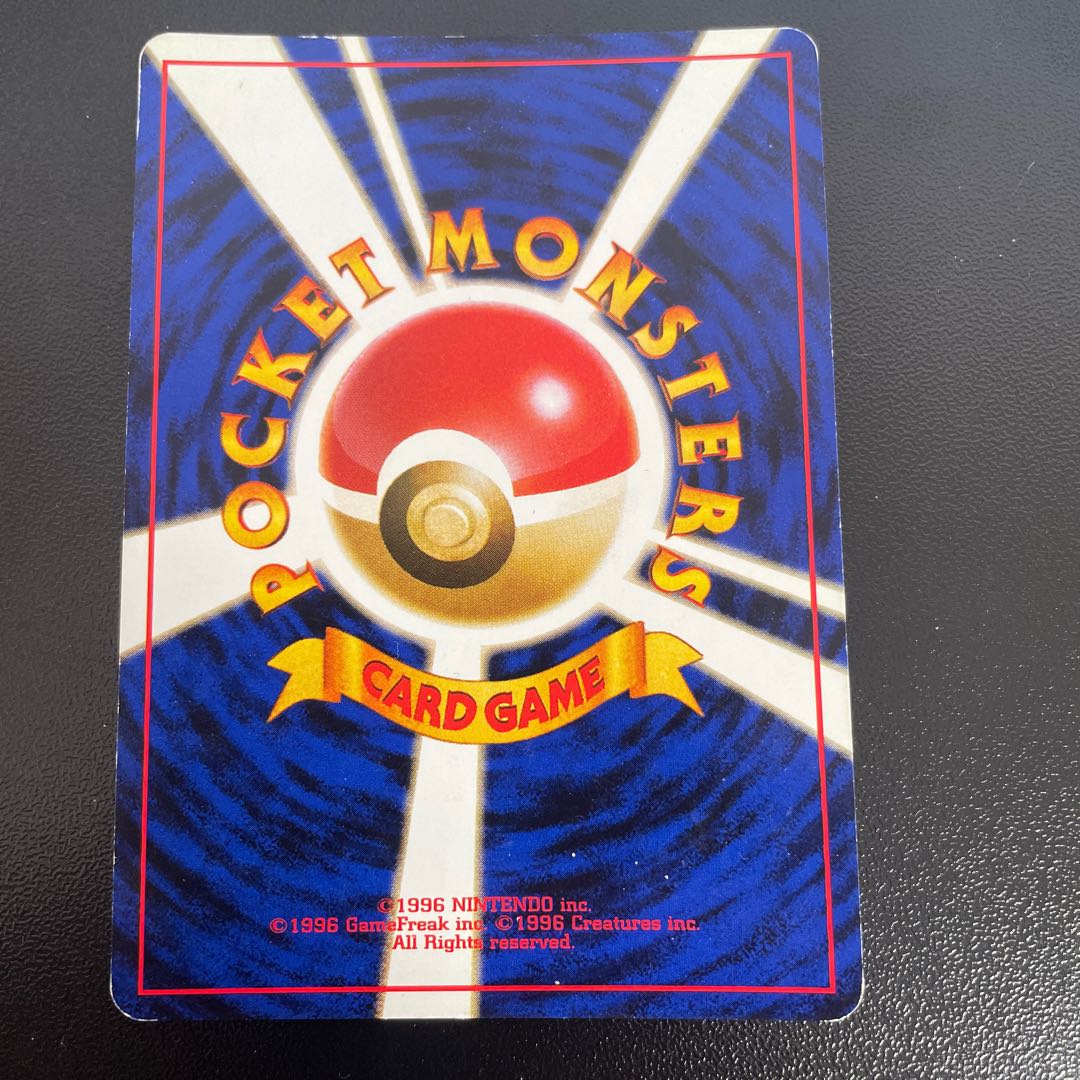 POCKET MONSTERS
CARD GAME
©1996 NINTENDO inc.
©1996 GameFreak inc. ©1996 Creatures inc.
All Rights reserved.